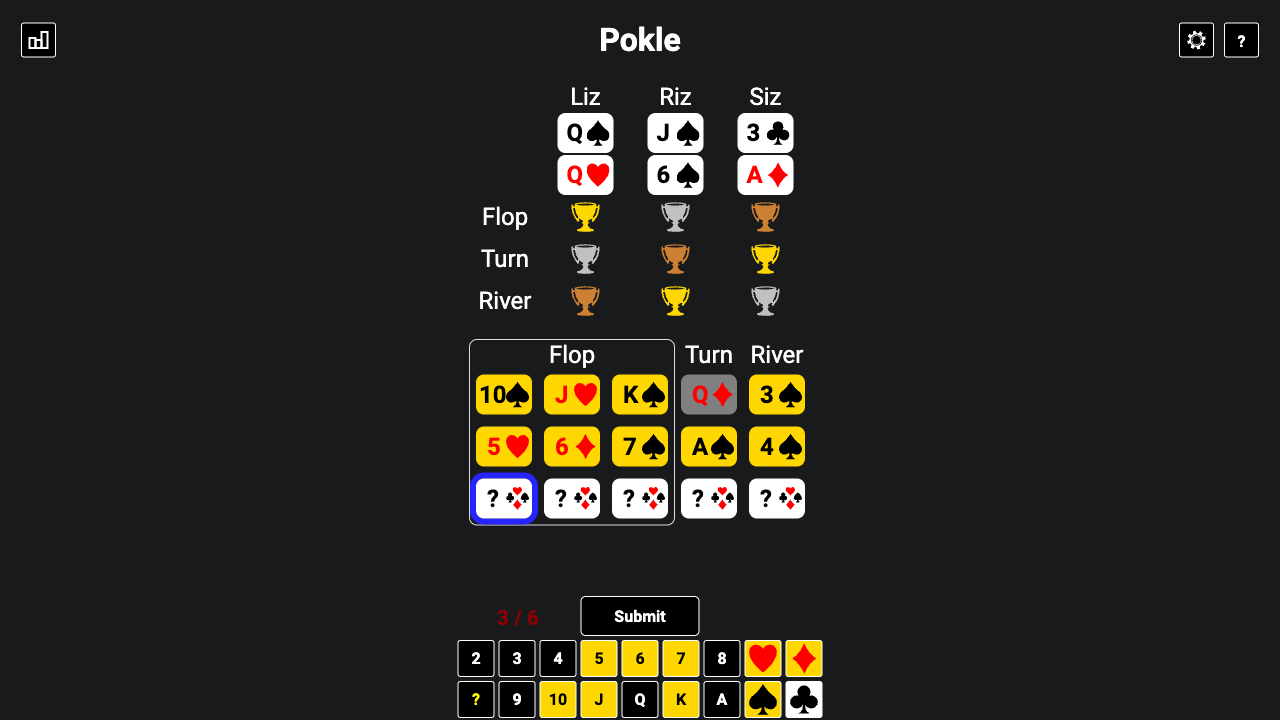 Pokle
?
Liz Riz Siz
Q♠ J♠ 3♣
Q♥ 6♠ A♦
Flop
Turn
River
Flop Turn River
10♠ J♥ K♠ Q♦ 3♠
5♥ 6♦ 7♠ A♠ 4♠
? ? ? ? ?
3 / 6 Submit
2 3 4 5 6 7 8 ♥ ♦
? 9 10 J Q K A ♠ ♣